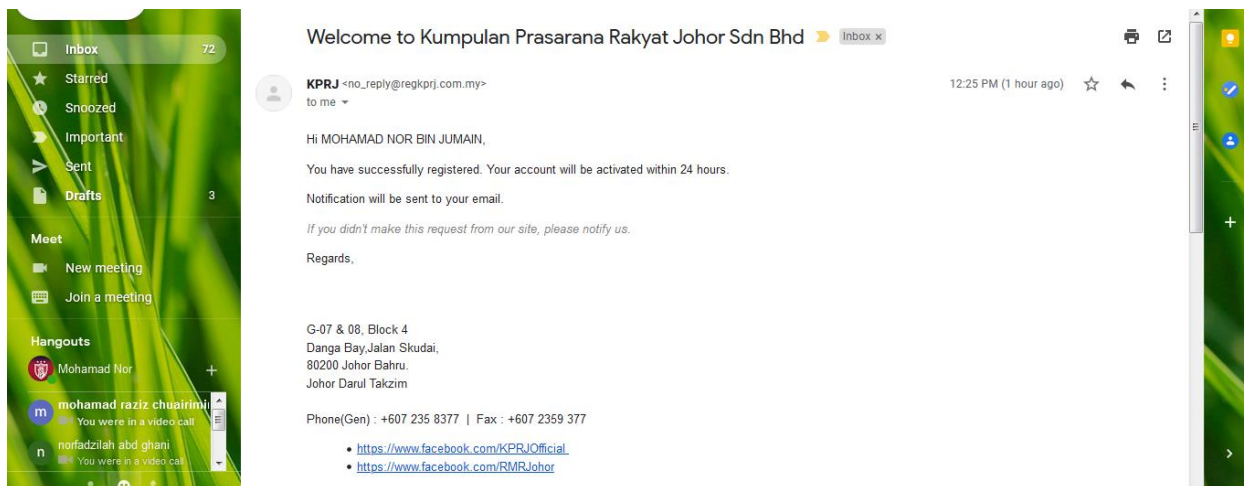 Inbox 72
Starred
Snoozed
Important
Sent
Drafts 3
Meet
New meeting
Join a meeting
Hangouts
Mohamad Nor
m
mohamad raziz chuairimi
You were in a video call
n
norfadzilah abd ghani
You were in a video call
Welcome to Kumpulan Prasarana Rakyat Johor Sdn Bhd Inbox x
KPRJ <no_reply@regkprj.com.my> 12:25 PM (1 hour ago)
to me
Hi MOHAMAD NOR BIN JUMAIN,
You have successfully registered. Your account will be activated within 24 hours.
Notification will be sent to your email.
If you didn't make this request from our site, please notify us.
Regards,
G-07 & 08, Block 4
Danga Bay,Jalan Skudai,
80200 Johor Bahru.
Johor Darul Takzim
Phone(Gen) : +607 235 8377 | Fax : +607 2359 377
https://www.facebook.com/KPRJOfficial
https://www.facebook.com/RMRJohor